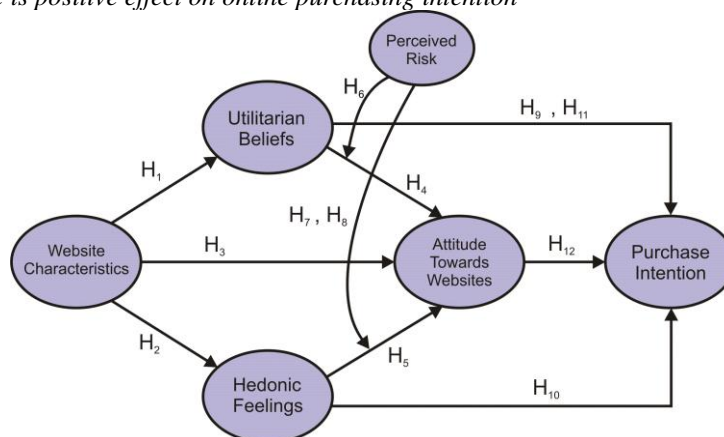 is positive effect on online purchasing intention
Perceived
Risk
H6
Utilitarian
Beliefs
H9 , H11
H1
H4
H7 , H8
Website
Characteristics
H3
Attitude
Towards
Websites
H12
Purchase
Intention
H2
H5
Hedonic
Feelings
H10